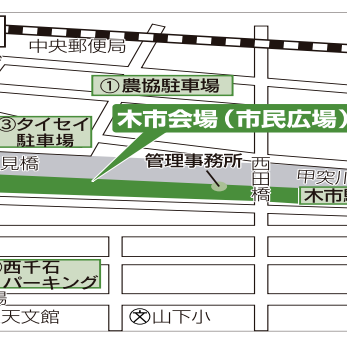 中央郵便局
①農協駐車場
木市会場(市民広場)
③タイセイ
駐車場
見橋
管理事務所
西田橋
甲突川
木市
西千石
パーキング
場
天文館
山下小